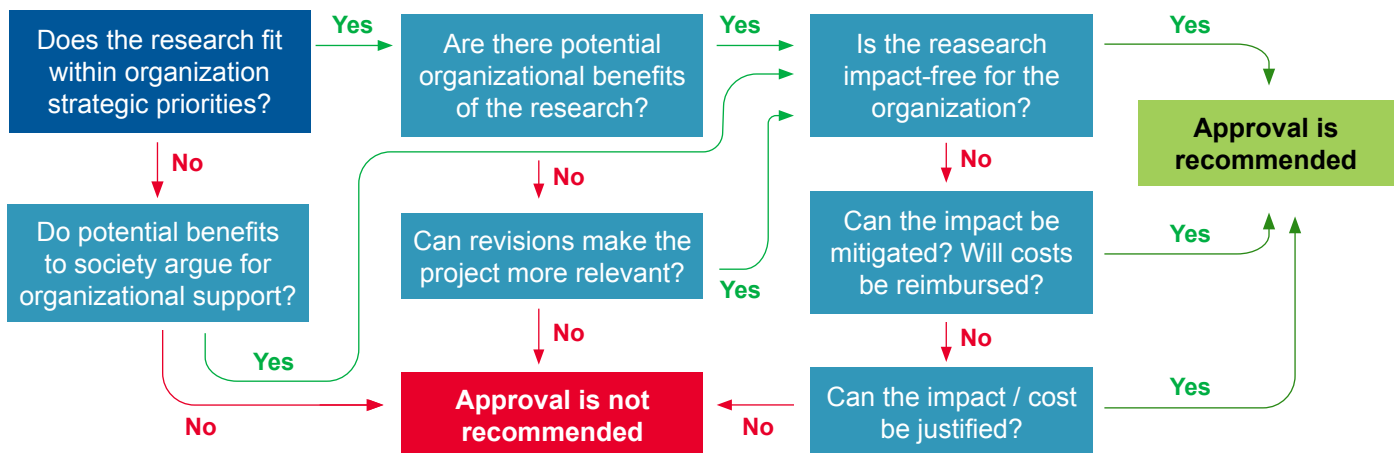 Does the research fit
within organization
strategic priorities?
Yes
Are there potential
organizational benefits
of the research?
Yes
Is the reasearch
impact-free for the
organization?
Yes
Approval is
recommended
No
No
No
Do potential benefits
to society argue for
organizational support?
Can revisions make the
project more relevant?
Yes
Can the impact be
mitigated? Will costs
be reimbursed?
Yes
No
Yes
No
No
Approval is not
recommended
No
Can the impact / cost
be justified?
Yes